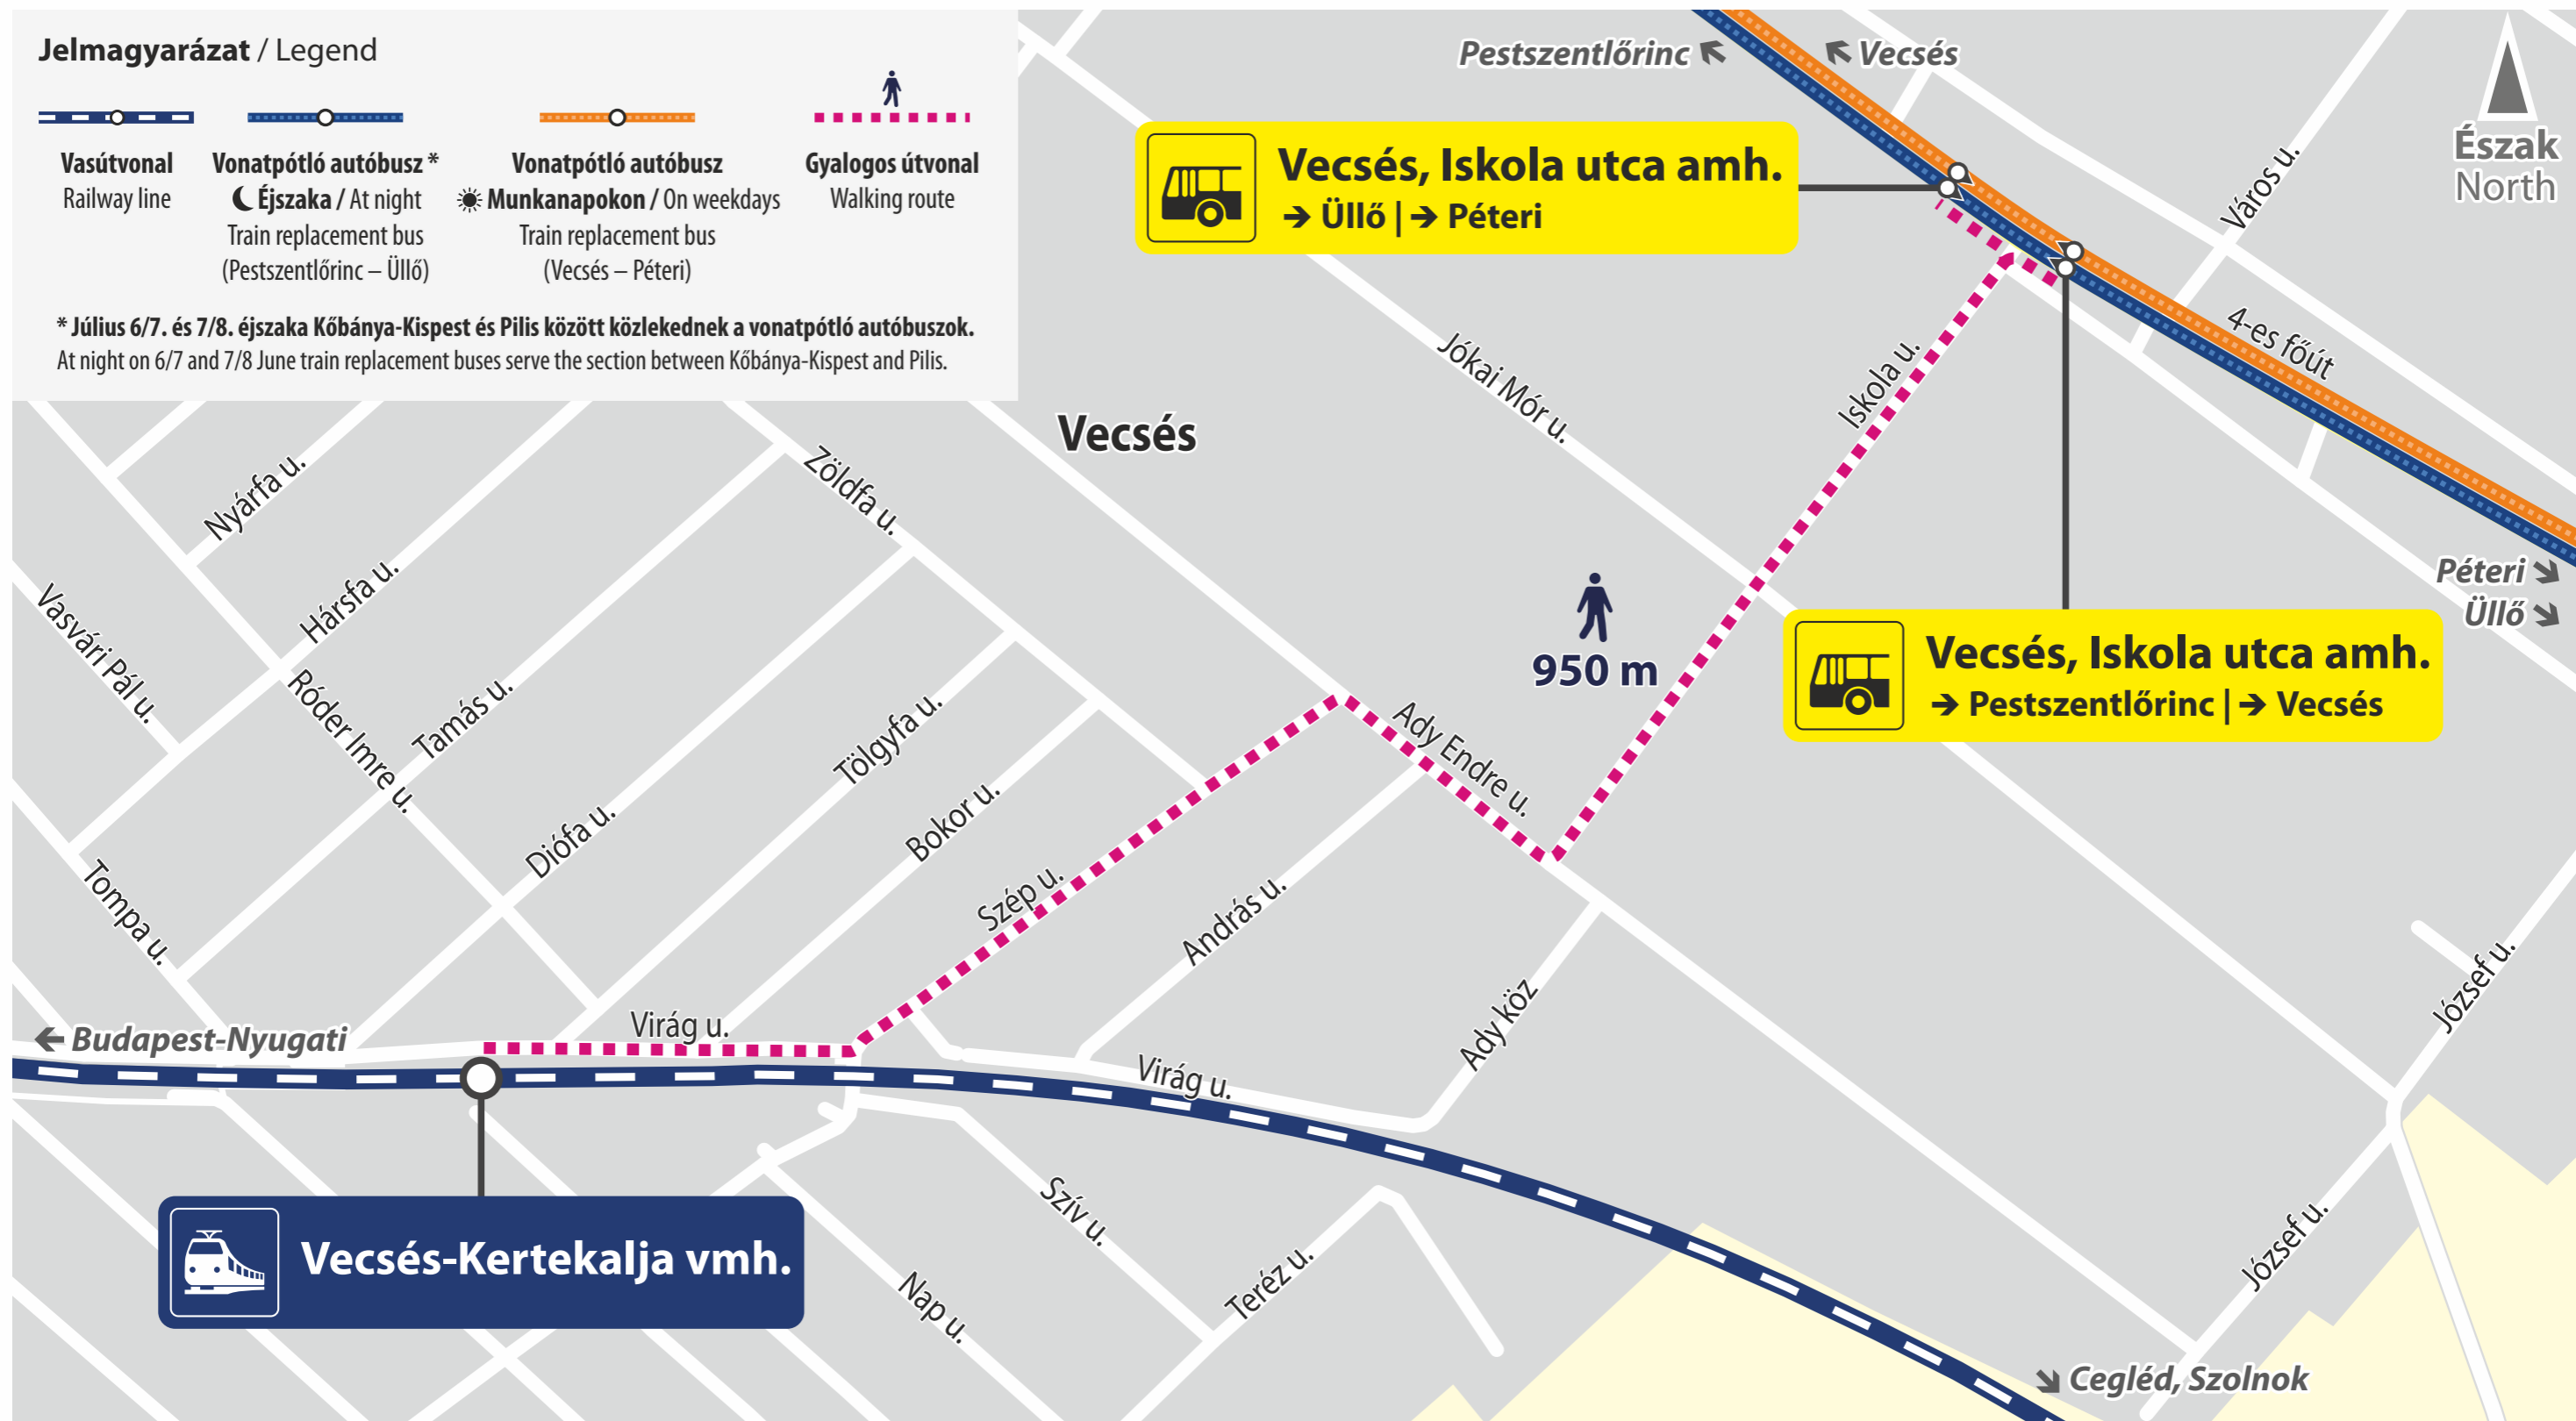 Jelmagyarázat / Legend
Vasútvonal
Railway line
Vonatpótló autóbusz *
Éjszaka / At night
Train replacement bus
(Pestszentlőrinc – Üllő)
Vonatpótló autóbusz
Munkanapokon / On weekdays
Train replacement bus
(Vecsés – Péteri)
Gyalogos útvonal
Walking route
* Július 6/7. és 7/8. éjszaka Kőbánya-Kispest és Pilis között közlekednek a vonatpótló autóbuszok.
At night on 6/7 and 7/8 June train replacement buses serve the section between Kőbánya-Kispest and Pilis.
Pestszentlőrinc
Vecsés
Észak
North
Vecsés, Iskola utca amh.
→ Üllő | → Péteri
Város u.
4-es főút
Jókai Mór u.
Iskola u.
Vecsés
Zöldfa u.
Nyárfa u.
Hársfa u.
Vasvári Pál u.
Róder Imre u.
Tamás u.
Tölgyfa u.
Diófa u.
Bokor u.
Tompa u.
Szép u.
Ady Endre u.
András u.
950 m
Péteri
Üllő
Vecsés, Iskola utca amh.
→ Pestszentlőrinc | → Vecsés
József u.
Ady köz
← Budapest-Nyugati
Virág u.
Virág u.
Szív u.
Teréz u.
Nap u.
József u.
Vecsés-Kertekalja vmh.
Cegléd, Szolnok